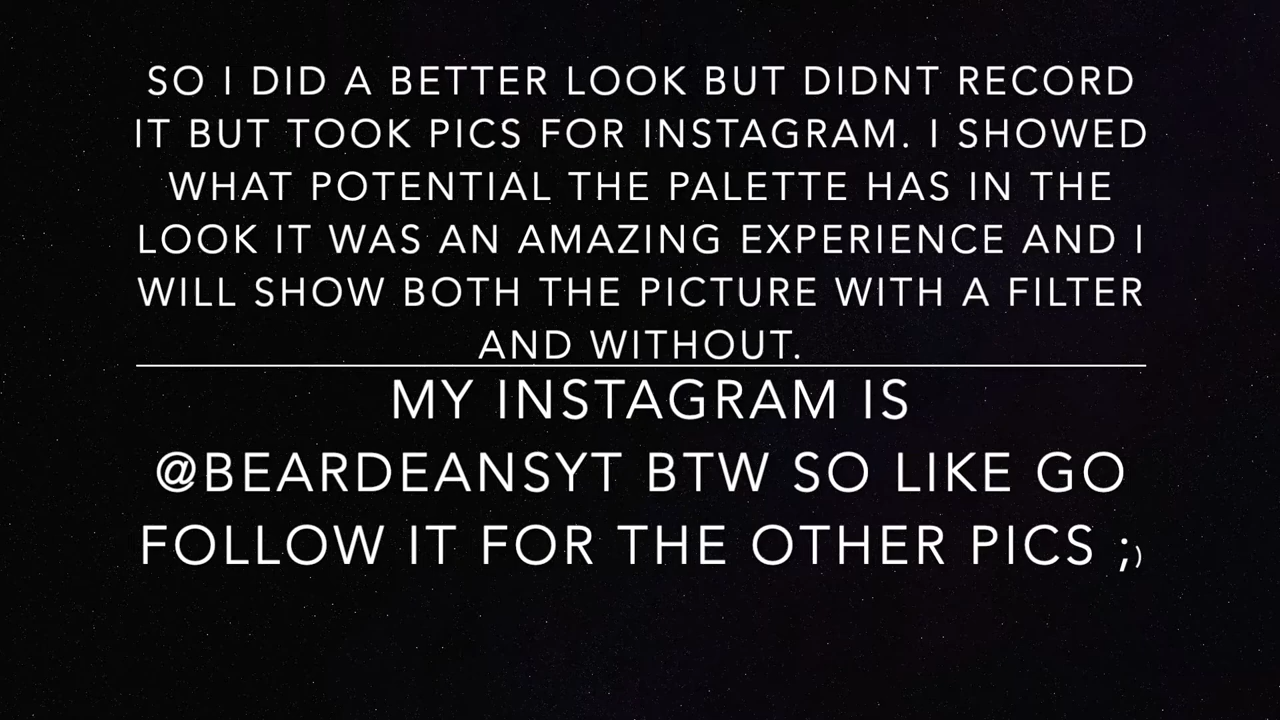 SO I DID A BETTER LOOK BUT DIDNT RECORD
IT BUT TOOK PICS FOR INSTAGRAM. I SHOWED
WHAT POTENTIAL THE PALETTE HAS IN THE
LOOK IT WAS AN AMAZING EXPERIENCE AND I
WILL SHOW BOTH THE PICTURE WITH A FILTER
AND WITHOUT.
MY INSTAGRAM IS
@BEARDEANSYT BTW SO LIKE GO
FOLLOW IT FOR THE OTHER PICS ;)